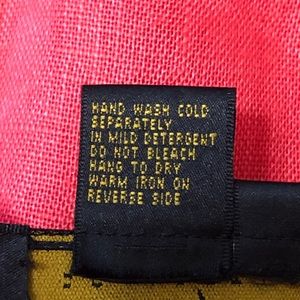 HAND WASH COLD
SEPARATELY
IN MILD DETERGENT
DO NOT BLEACH
HANG TO DRY
WARM IRON ON
REVERSE SIDE